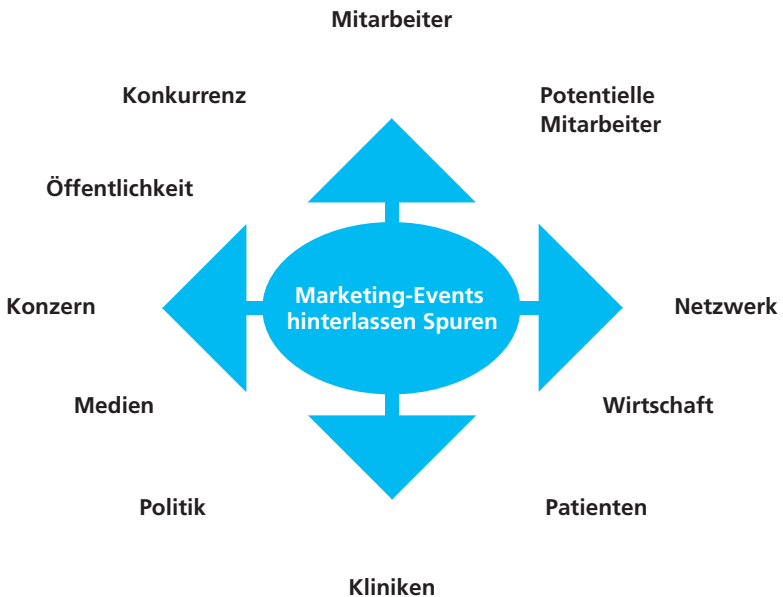 Mitarbeiter
Konkurrenz
Potentielle
Mitarbeiter
Öffentlichkeit
Konzern
Marketing-Events
hinterlassen Spuren
Netzwerk
Medien
Wirtschaft
Politik
Patienten
Kliniken